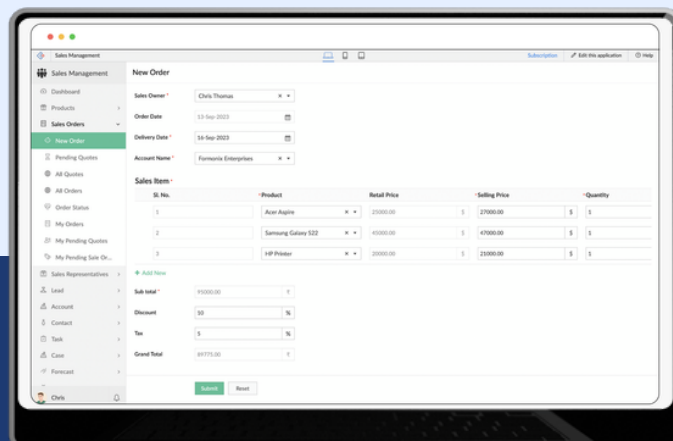 Sales Management
Subscription
Edit this application
Help
Sales Management
Dashboard
Products
Sales Orders
New Order
Pending Quotes
All Quotes
All Orders
Order Status
My Orders
My Pending Quotes
My Pending Sale Or...
Sales Representatives
Lead
Account
Contact
Task
Case
Forecast
Chris
New Order
Sales Owner * Chris Thomas
Order Date 13-Sep-2023
Delivery Date * 16-Sep-2023
Account Name * Formonix Enterprises
Sales Item *
Sl. No. * Product Retail Price * Selling Price * Quantity
1 Acer Aspire 25000.00 $ 27000.00 $ 1
2 Samsung Galaxy S22 45000.00 $ 47000.00 $ 1
3 HP Printer 20000.00 $ 21000.00 $ 1
+ Add New
Sub total * 95000.00 ₹
Discount 10 %
Tax 5 %
Grand Total 89775.00 ₹
Submit Reset